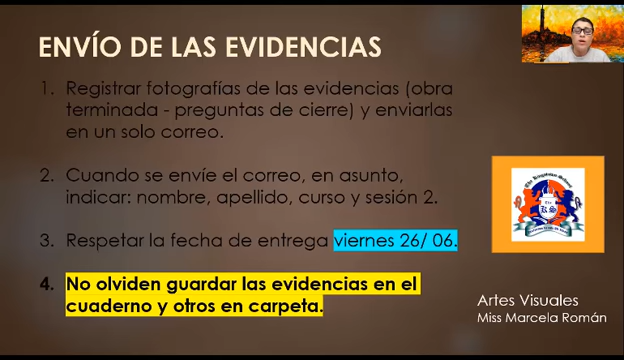 ENVÍO DE LAS EVIDENCIAS
1. Registrar fotografías de las evidencias (obra
terminada - preguntas de cierre) y enviarlas
en un solo correo.
2. Cuando se envíe el correo, en asunto,
indicar: nombre, apellido, curso y sesión 2.
3. Respetar la fecha de entrega viernes 26/ 06.
4. No olviden guardar las evidencias en el
cuaderno y otros en carpeta.
Artes Visuales
Miss Marcela Román